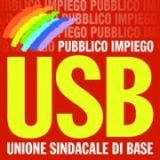 PUBBLICO IMPIEGO
USB
UNIONE SINDACALE DI BASE